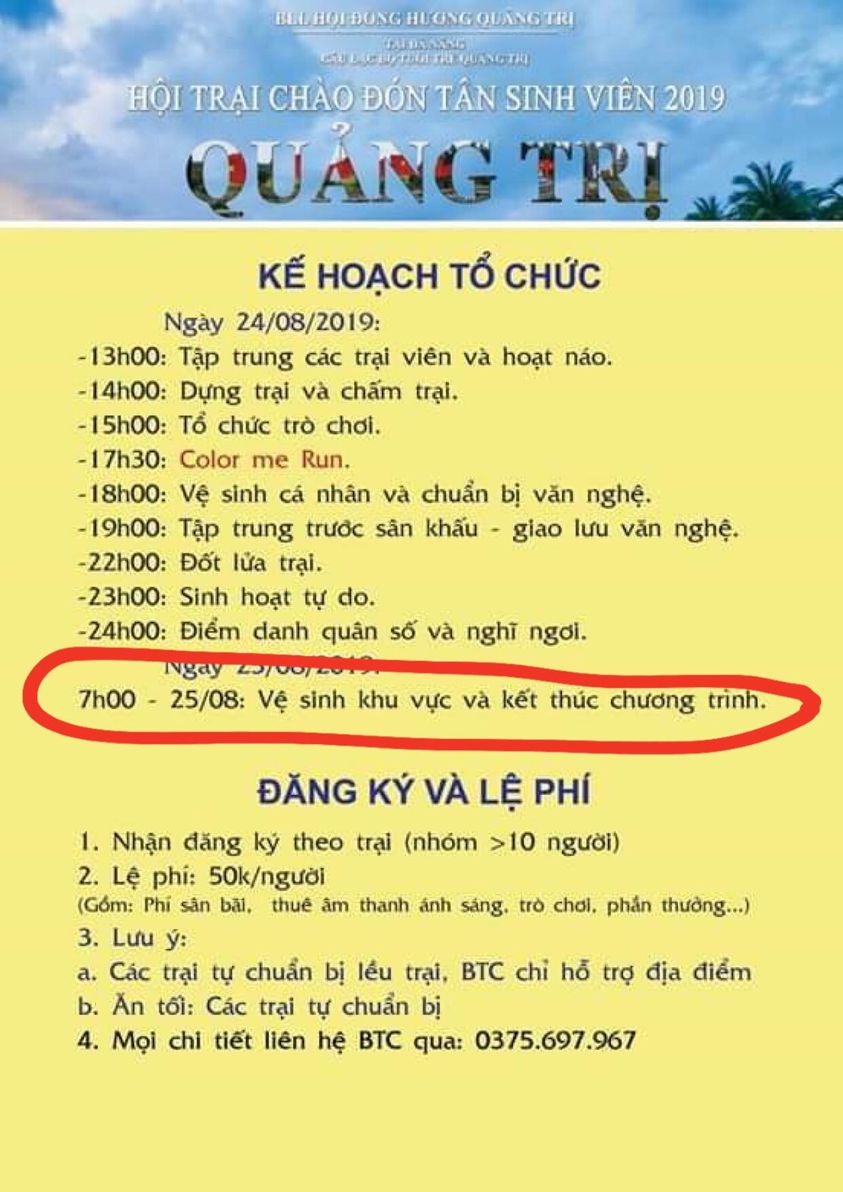 BLL HỘI ĐỒNG HƯƠNG QUẢNG TRỊ
TẠI ĐÀ NẴNG
CÂU LẠC BỘ TUỔI TRẺ QUẢNG TRỊ
HỘI TRẠI CHÀO ĐÓN TÂN SINH VIÊN 2019
QUẢNG TRỊ
KẾ HOẠCH TỔ CHỨC
Ngày 24/08/2019:
-13h00: Tập trung các trại viên và hoạt náo.
-14h00: Dựng trại và chấm trại.
-15h00: Tổ chức trò chơi.
-17h30: Color me Run.
-18h00: Vệ sinh cá nhân và chuẩn bị văn nghệ.
-19h00: Tập trung trước sân khấu - giao lưu văn nghệ.
-22h00: Đốt lửa trại.
-23h00: Sinh hoạt tự do.
-24h00: Điểm danh quân số và nghĩ ngơi.
Ngày 25/08/2019:
7h00 - 25/08: Vệ sinh khu vực và kết thúc chương trình.
ĐĂNG KÝ VÀ LỆ PHÍ
1. Nhận đăng ký theo trại (nhóm >10 người)
2. Lệ phí: 50k/người
(Gồm: Phí sân bãi, thuê âm thanh ánh sáng, trò chơi, phần thưởng...)
3. Lưu ý:
a. Các trại tự chuẩn bị lều trại, BTC chỉ hỗ trợ địa điểm
b. Ăn tối: Các trại tự chuẩn bị
4. Mọi chi tiết liên hệ BTC qua: 0375.697.967